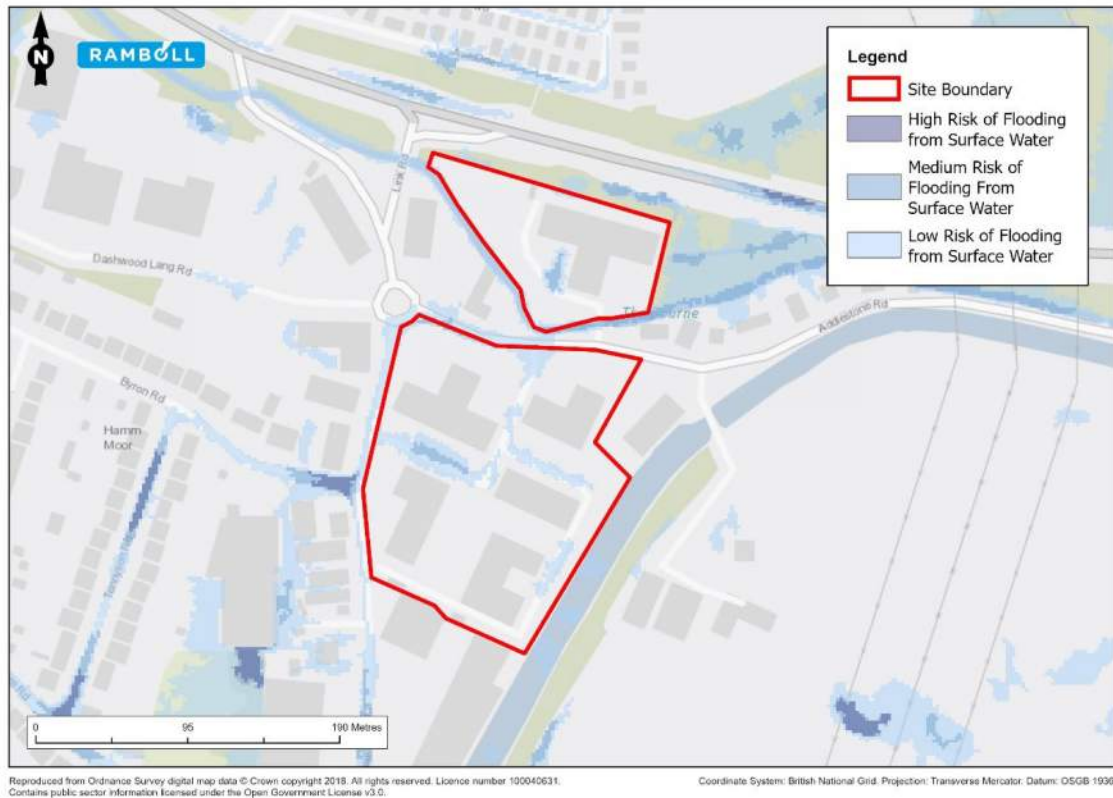 N
RAMBOLL
Legend
Site Boundary
High Risk of Flooding
from Surface Water
Medium Risk of
Flooding From
Surface Water
Low Risk of Flooding
from Surface Water
Link Rd
Dashwood Lang Rd
Addlestone Rd
Byron Rd
Hamm
Moor
Rd
0 95 190 Metres
Reproduced from Ordnance Survey digital map data © Crown copyright 2018. All rights reserved. Licence number 100040631.
Contains public sector information licensed under the Open Government License v3.0.
Coordinate System: British National Grid. Projection: Transverse Mercator. Datum: OSGB 1936